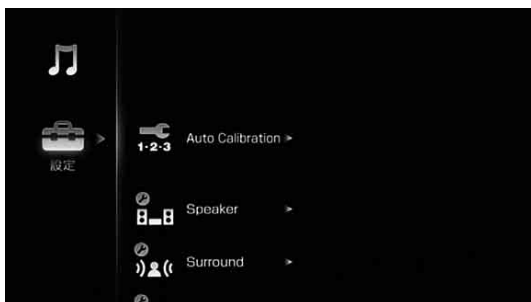 設定
1-2-3
Auto Calibration
Speaker
Surround